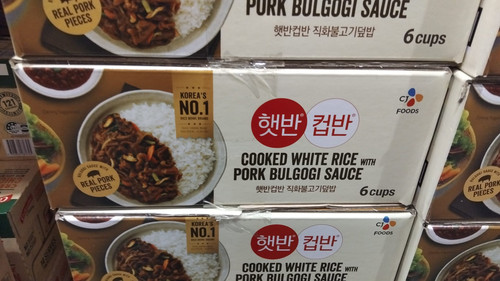 REAL PORK
PIECES
PORK BULGOGI SAUCE
햇반컵반 직화불고기덮밥
6 cups
KOREA'S
NO.1
햇반 컵반
CJ
FOODS
COOKED WHITE RICE WITH
PORK BULGOGI SAUCE
햇반컵반 직화불고기덮밥
6 cups
REAL PORK
PIECES
121
KOREA'S
NO.1
햇반 컵반
CJ
FOODS
COOKED WHITE RICE WITH
PORK BULGOGI SAUCE